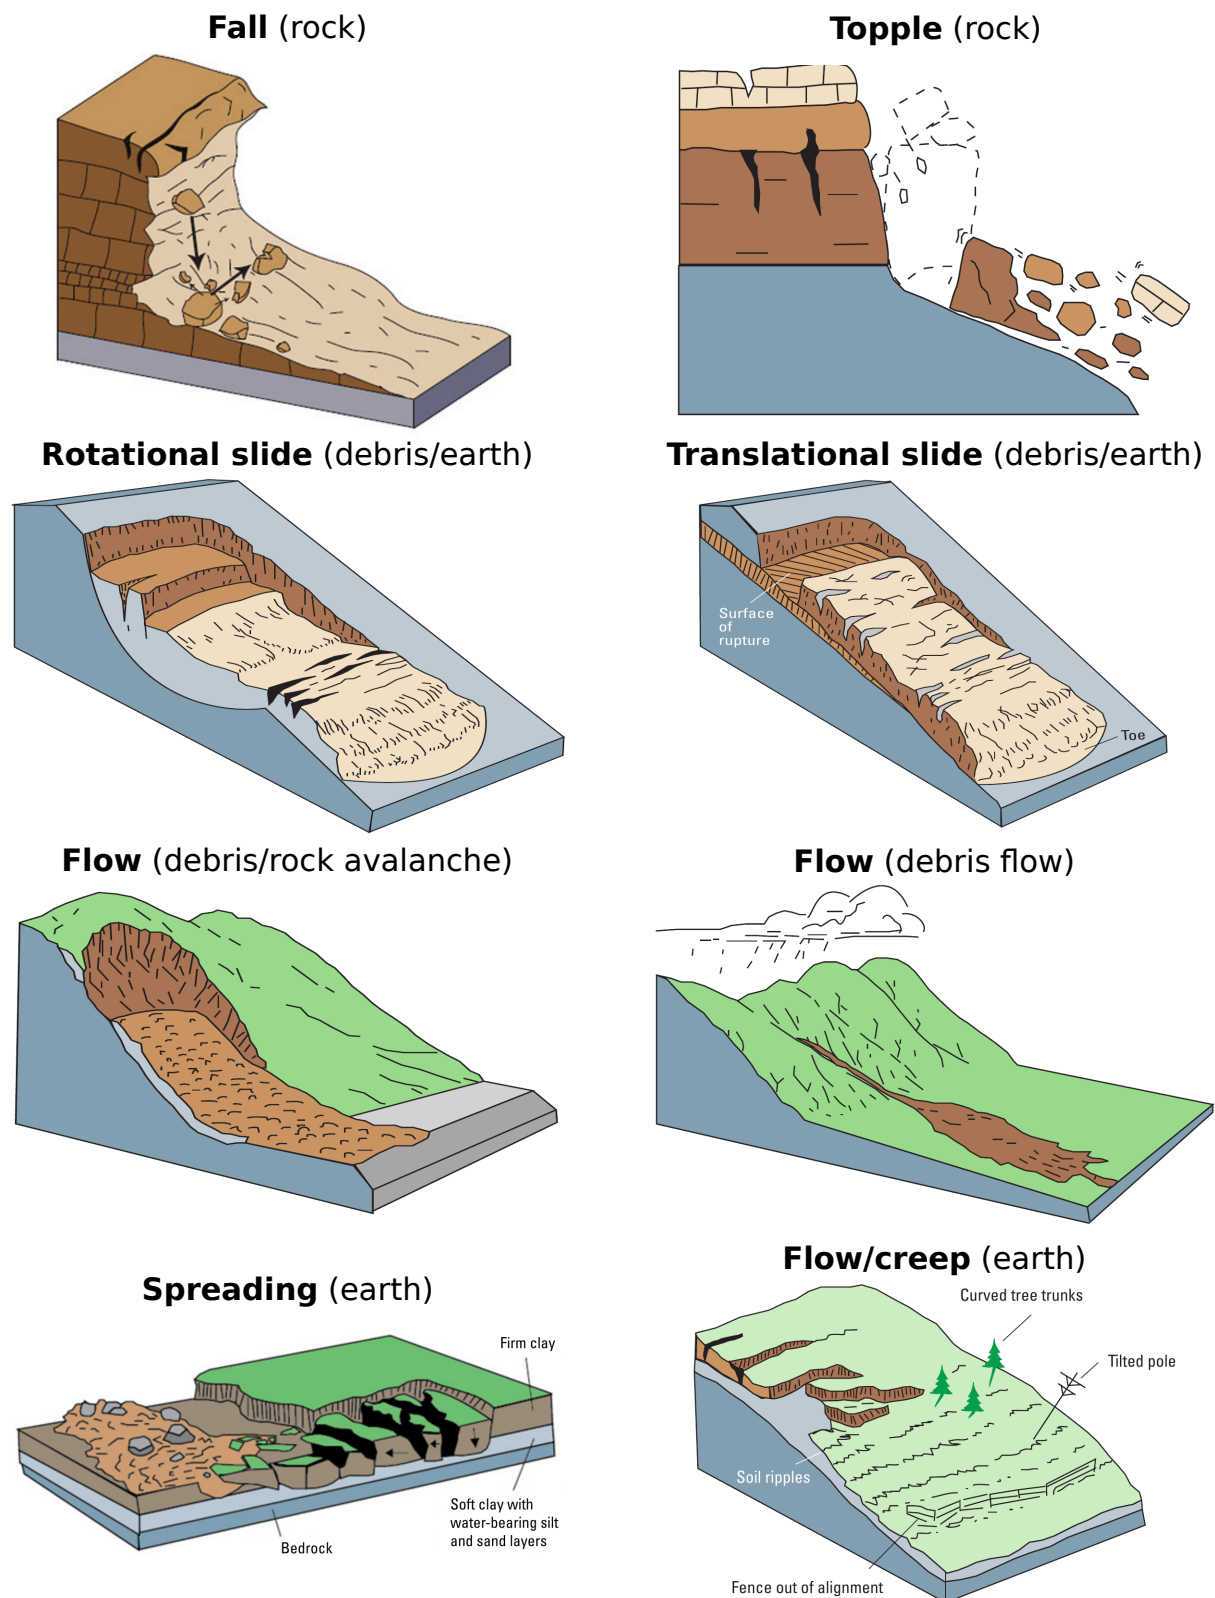 Fall (rock)
Topple (rock)
Rotational slide (debris/earth)
Translational slide (debris/earth)
Surface
of
rupture
Toe
Flow (debris/rock avalanche)
Flow (debris flow)
Spreading (earth)
Firm clay
Soft clay with
water-bearing silt
and sand layers
Bedrock
Flow/creep (earth)
Curved tree trunks
Tilted pole
Soil ripples
Fence out of alignment